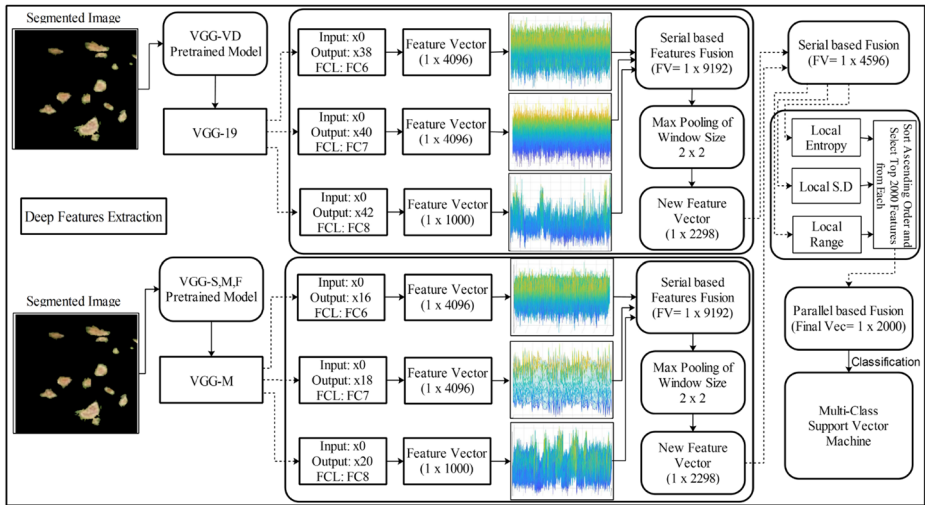 Segmented Image
VGG-VD
Pretrained Model
VGG-19
Input: x0
Output: x38
FCL: FC6
Feature Vector
(1 x 4096)
Input: x0
Output: x40
FCL: FC7
Feature Vector
(1 x 4096)
Input: x0
Output: x42
FCL: FC8
Feature Vector
(1 x 1000)
Serial based
Features Fusion
(FV= 1 x 9192)
Max Pooling of
Window Size
2 x 2
New Feature
Vector
(1 x 2298)
Deep Features Extraction
Segmented Image
VGG-S,M,F
Pretrained Model
VGG-M
Input: x0
Output: x16
FCL: FC6
Feature Vector
(1 x 4096)
Input: x0
Output: x18
FCL: FC7
Feature Vector
(1 x 4096)
Input: x0
Output: x20
FCL: FC8
Feature Vector
(1 x 1000)
Serial based
Features Fusion
(FV= 1 x 9192)
Max Pooling of
Window Size
2 x 2
New Feature
Vector
(1 x 2298)
Serial based Fusion
(FV= 1 x 4596)
Local
Entropy
Local S.D
Local
Range
Sort Ascending Order and
Select Top 2000 Features
from Each
Parallel based Fusion
(Final Vec= 1 x 2000)
Classification
Multi-Class
Support Vector
Machine